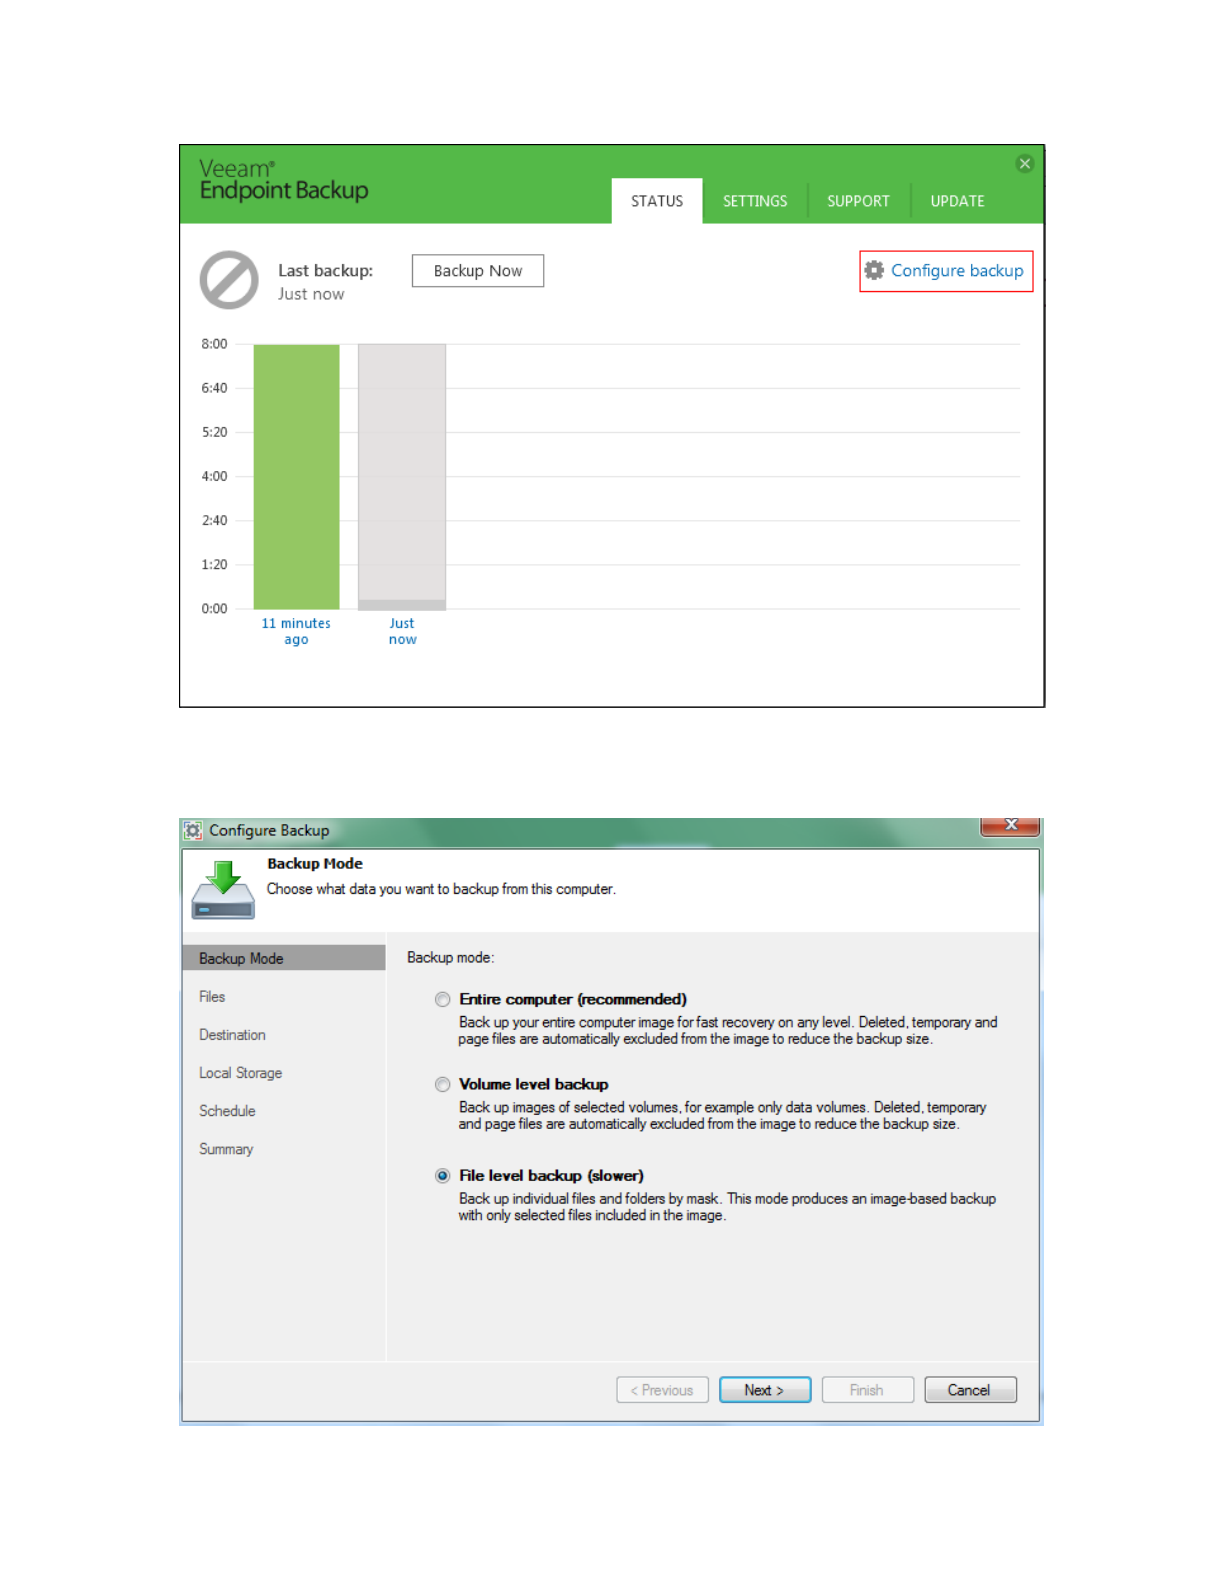 Veeam®
Endpoint Backup
STATUS
SETTINGS
SUPPORT
UPDATE
Last backup:
Just now
Backup Now
Configure backup
8:00
6:40
5:20
4:00
2:40
1:20
0:00
11 minutes
ago
Just
now
Configure Backup
Backup Mode
Choose what data you want to backup from this computer.
Backup Mode
Files
Destination
Local Storage
Schedule
Summary
Backup mode:
Entire computer (recommended)
Back up your entire computer image for fast recovery on any level. Deleted, temporary and
page files are automatically excluded from the image to reduce the backup size.
Volume level backup
Back up images of selected volumes, for example only data volumes. Deleted, temporary
and page files are automatically excluded from the image to reduce the backup size.
File level backup (slower)
Back up individual files and folders by mask. This mode produces an image-based backup
with only selected files included in the image.
< Previous
Next >
Finish
Cancel